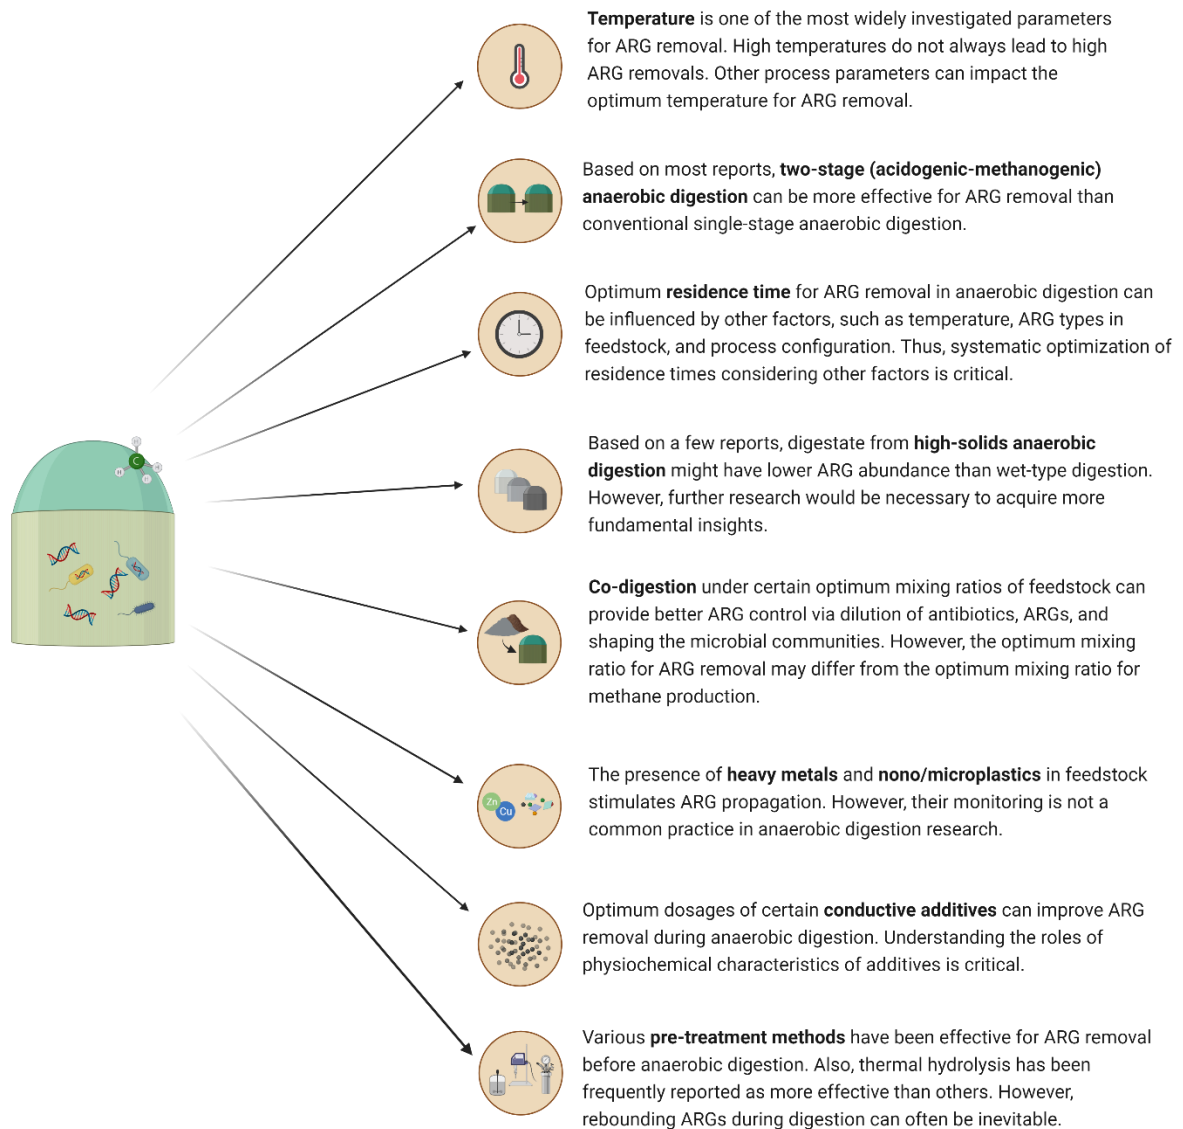 Temperature is one of the most widely investigated parameters
for ARG removal. High temperatures do not always lead to high
ARG removals. Other process parameters can impact the
optimum temperature for ARG removal.
Based on most reports, two-stage (acidogenic-methanogenic)
anaerobic digestion can be more effective for ARG removal than
conventional single-stage anaerobic digestion.
Optimum residence time for ARG removal in anaerobic digestion can
be influenced by other factors, such as temperature, ARG types in
feedstock, and process configuration. Thus, systematic optimization of
residence times considering other factors is critical.
H
C
H
H
H
Based on a few reports, digestate from high-solids anaerobic
digestion might have lower ARG abundance than wet-type digestion.
However, further research would be necessary to acquire more
fundamental insights.
Co-digestion under certain optimum mixing ratios of feedstock can
provide better ARG control via dilution of antibiotics, ARGs, and
shaping the microbial communities. However, the optimum mixing
ratio for ARG removal may differ from the optimum mixing ratio for
methane production.
Zn
Cu
The presence of heavy metals and nono/microplastics in feedstock
stimulates ARG propagation. However, their monitoring is not a
common practice in anaerobic digestion research.
Optimum dosages of certain conductive additives can improve ARG
removal during anaerobic digestion. Understanding the roles of
physiochemical characteristics of additives is critical.
Various pre-treatment methods have been effective for ARG removal
before anaerobic digestion. Also, thermal hydrolysis has been
frequently reported as more effective than others. However,
rebounding ARGs during digestion can often be inevitable.